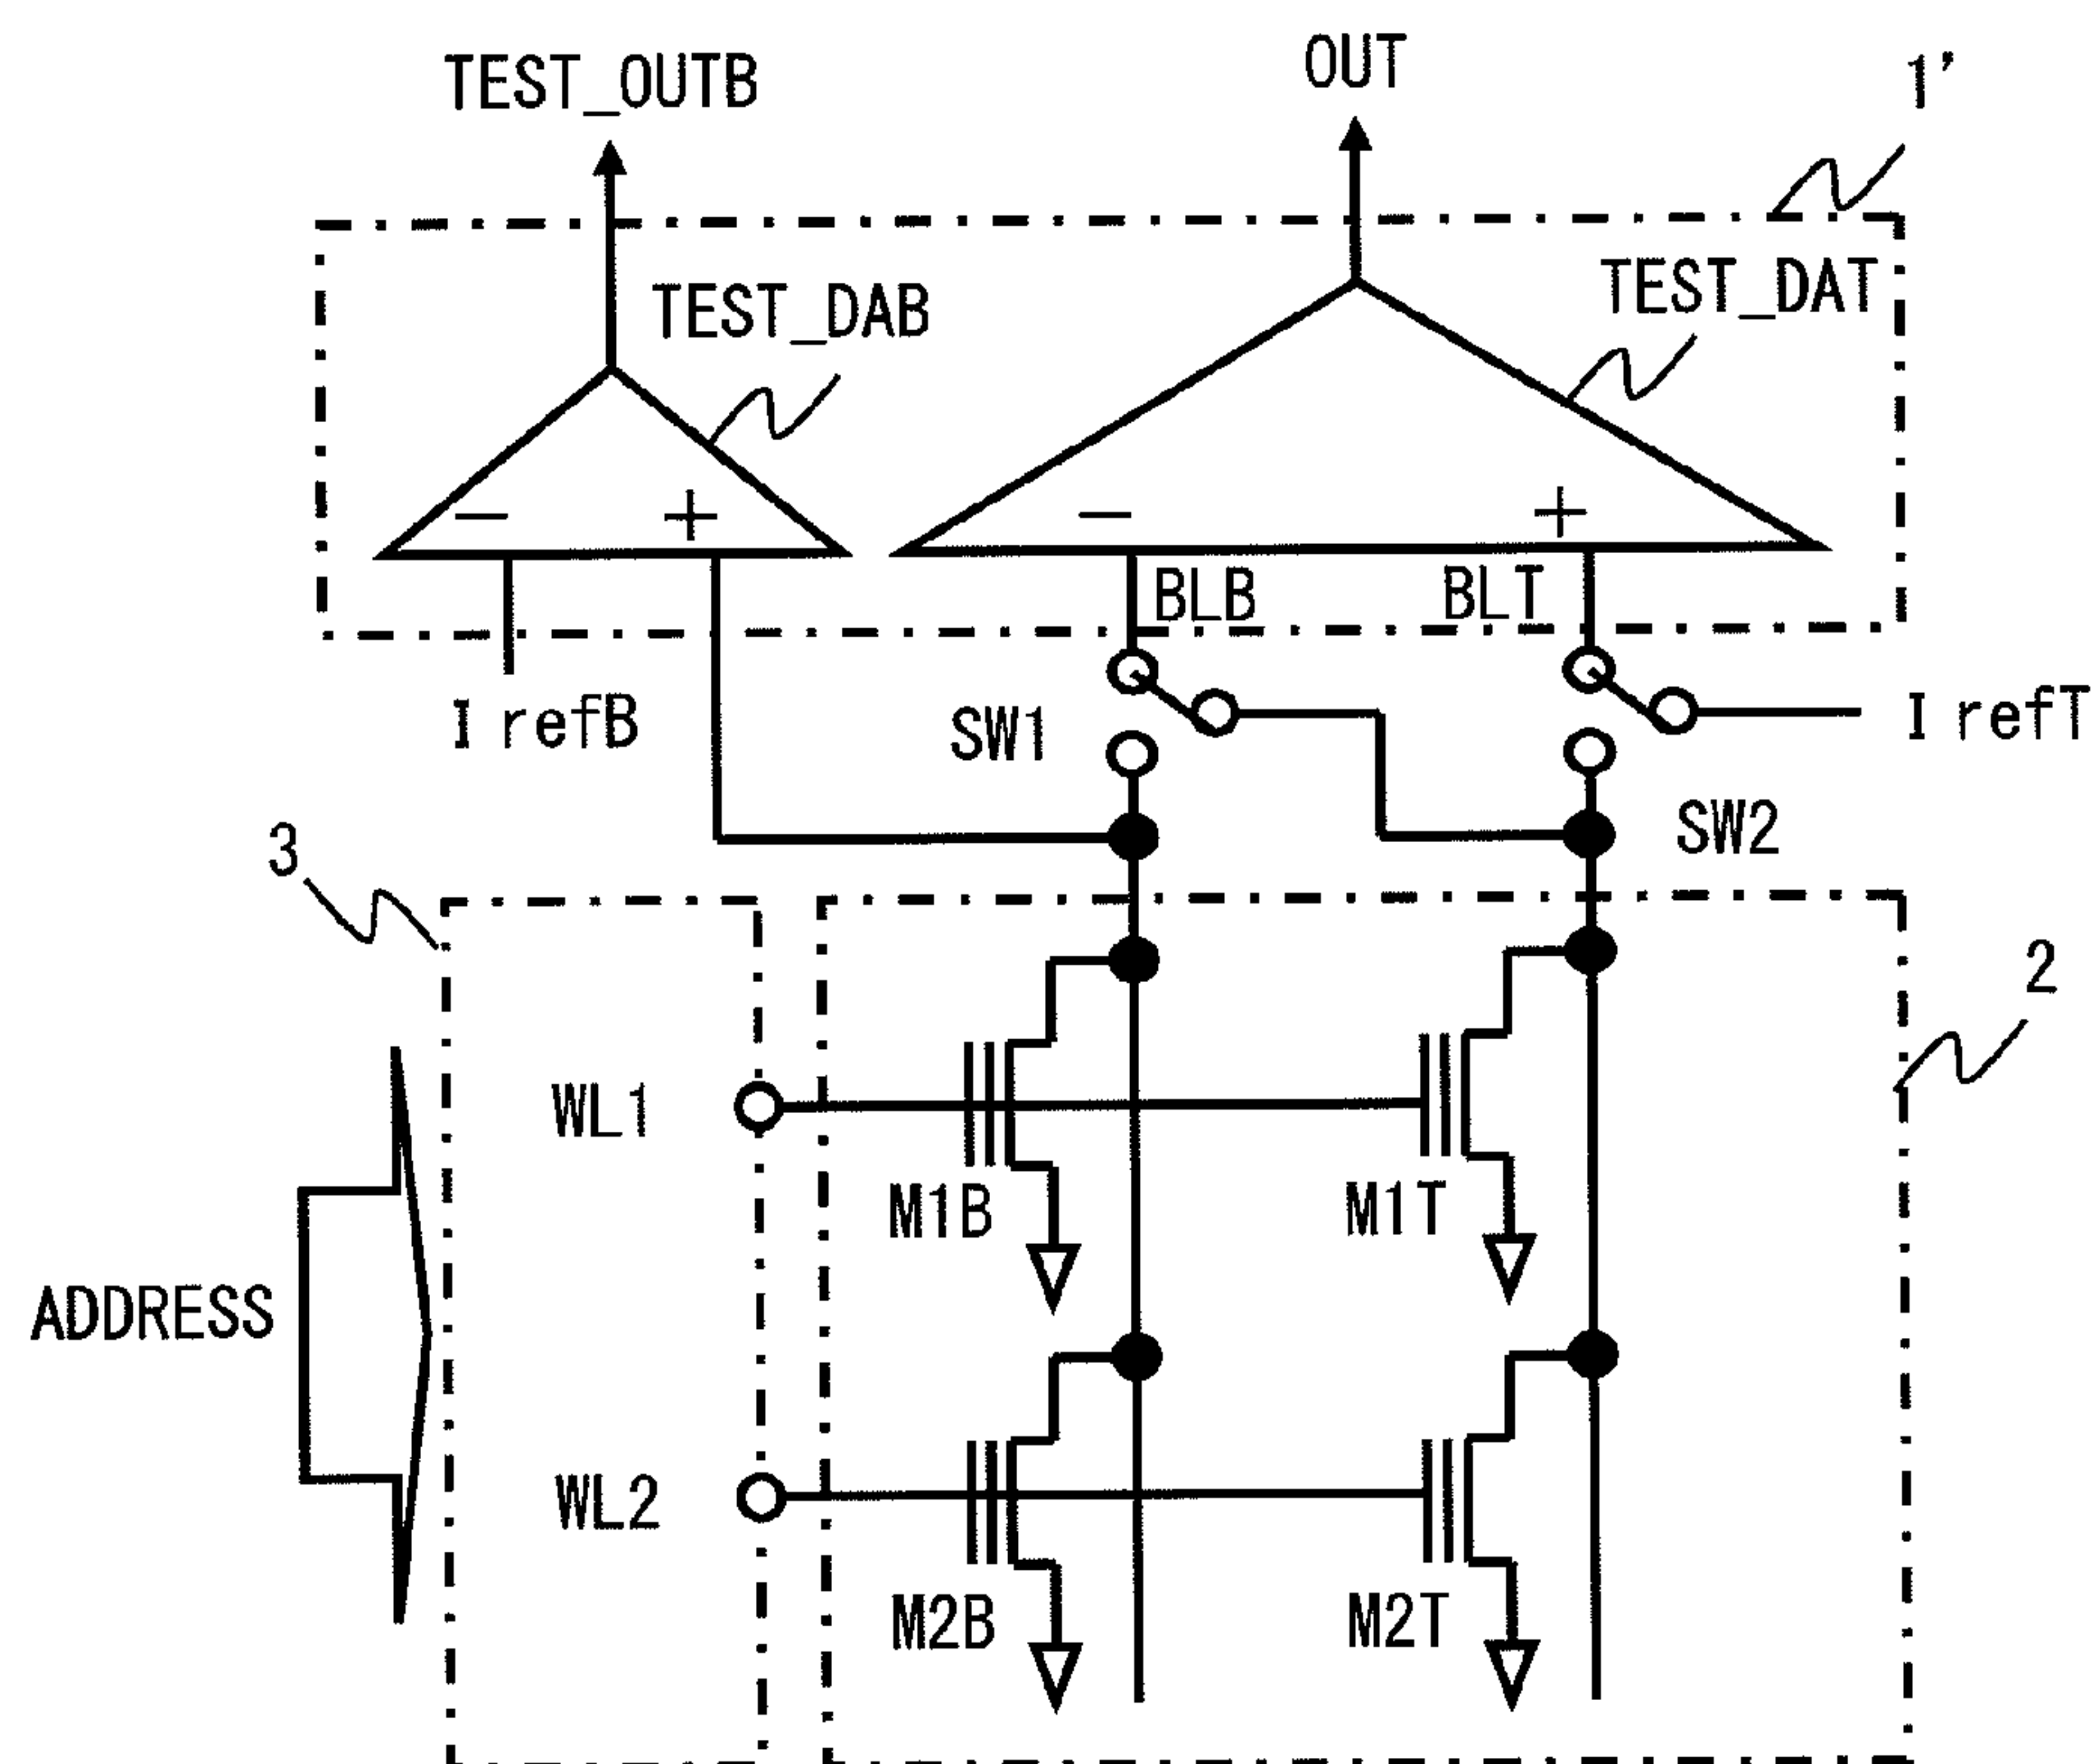 TEST_OUTB
OUT
1'
TEST_DAB
TEST_DAT
− +
− +
BLB
BLT
I refB
SW1
I refT
SW2
3
2
WL1
M1B
M1T
ADDRESS
WL2
M2B
M2T